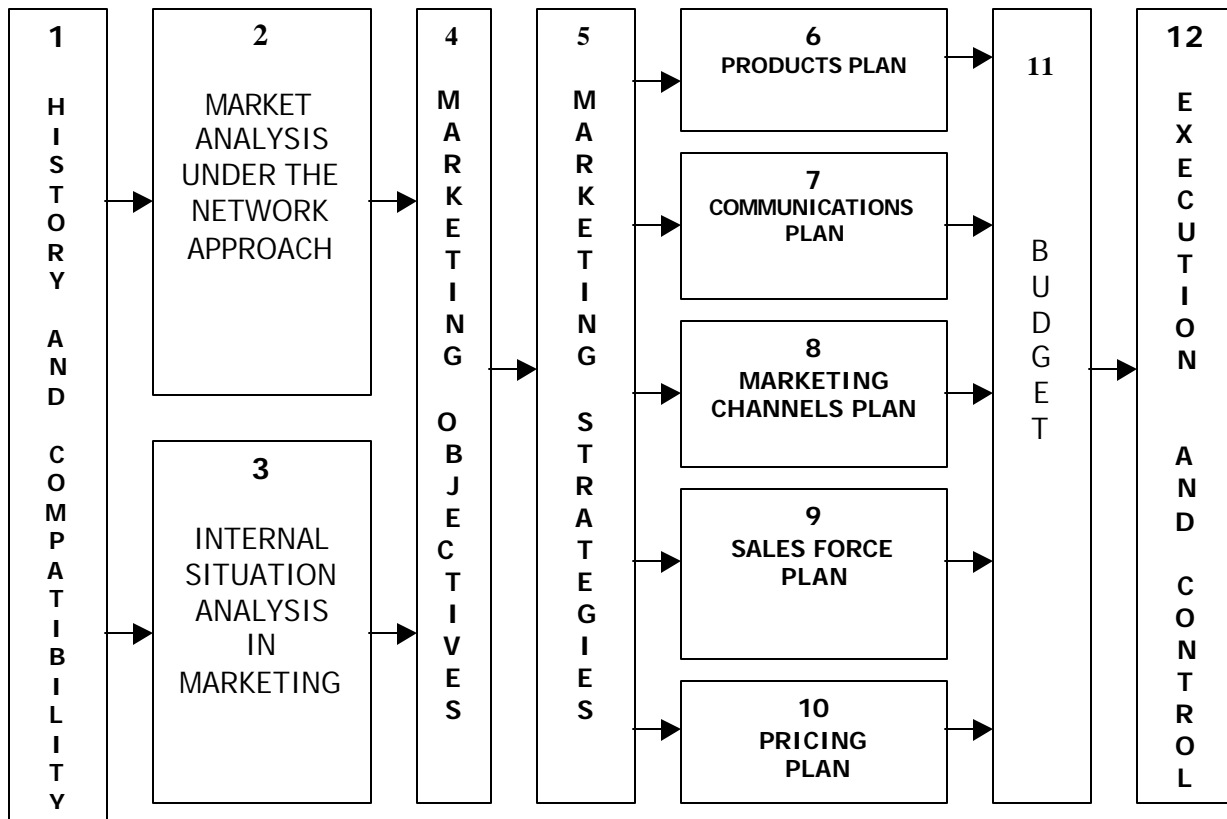 1
HISTORY AND COMPATIBILITY
2
MARKET
ANALYSIS
UNDER THE
NETWORK
APPROACH
3
INTERNAL
SITUATION
ANALYSIS
IN
MARKETING
4
MARKETING OBJECTIVES
5
MARKETING STRATEGIES
6
PRODUCTS PLAN
7
COMMUNICATIONS
PLAN
8
MARKETING
CHANNELS PLAN
9
SALES FORCE
PLAN
10
PRICING
PLAN
11
BUDGET
12
EXECUTION AND CONTROL